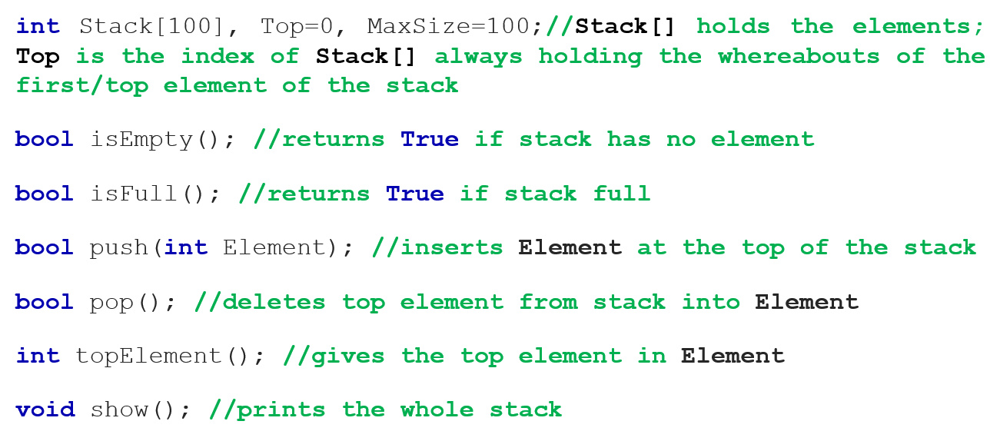 int Stack[100], Top=0, MaxSize=100;//Stack[] holds the elements;
Top is the index of Stack[] always holding the whereabouts of the
first/top element of the stack
bool isEmpty(); //returns True if stack has no element
bool isFull(); //returns True if stack full
bool push(int Element); //inserts Element at the top of the stack
bool pop(); //deletes top element from stack into Element
int topElement(); //gives the top element in Element
void show(); //prints the whole stack